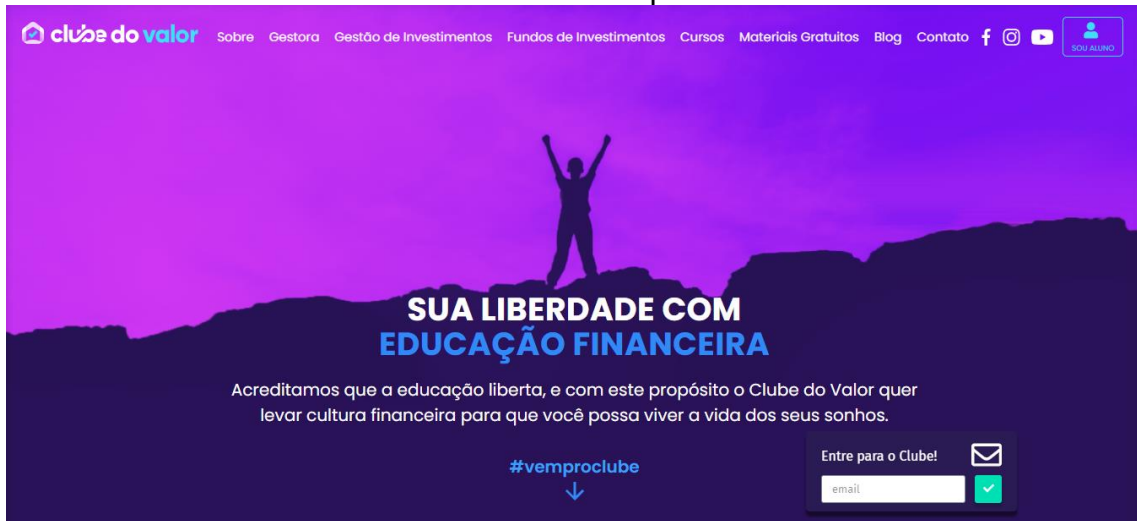 clube do valor Sobre Gestora Gestão de Investimentos Fundos de Investimentos Cursos Materiais Gratuitos Blog Contato
SOU ALUNO
SUA LIBERDADE COM
EDUCAÇÃO FINANCEIRA
Acreditamos que a educação liberta, e com este propósito o Clube do Valor quer
levar cultura financeira para que você possa viver a vida dos seus sonhos.
#vemproclube
Entre para o Clube!
email